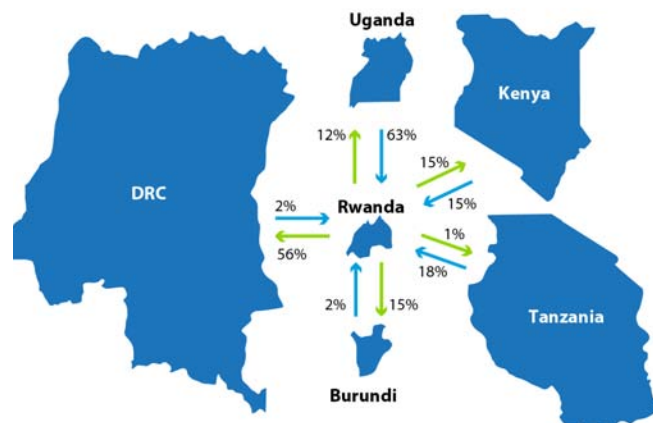 Uganda
Kenya
12%
63%
DRC
15%
15%
2%
Rwanda
56%
1%
18%
2%
15%
Tanzania
Burundi